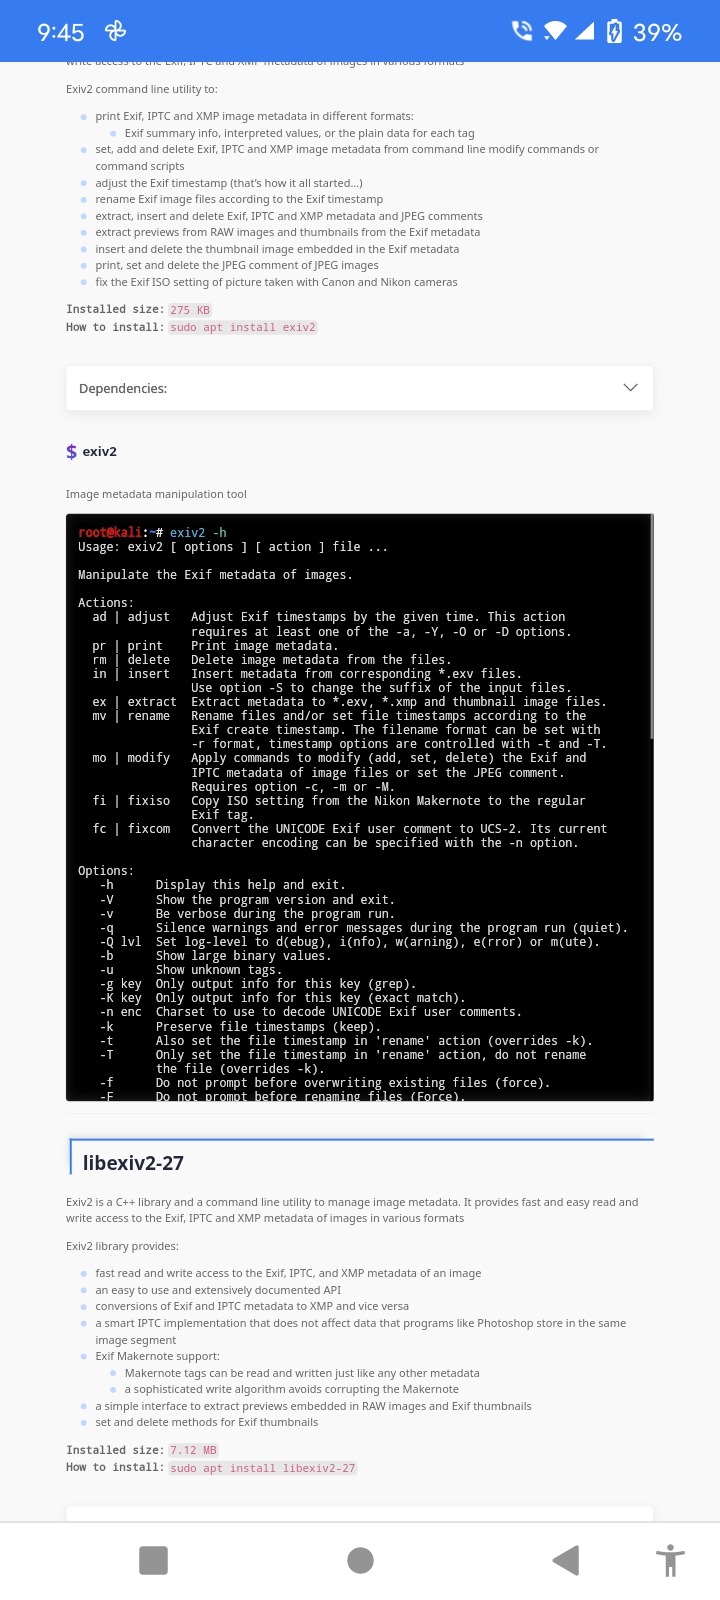 9:45
39%
write access to the Exif, IPTC and XMP metadata of images in various formats
Exiv2 command line utility to:
print Exif, IPTC and XMP image metadata in different formats:
Exif summary info, interpreted values, or the plain data for each tag
set, add and delete Exif, IPTC and XMP image metadata from command line modify commands or
command scripts
adjust the Exif timestamp (that's how it all started…)
rename Exif image files according to the Exif timestamp
extract, insert and delete Exif, IPTC and XMP metadata and JPEG comments
extract previews from RAW images and thumbnails from the Exif metadata
insert and delete the thumbnail image embedded in the Exif metadata
print, set and delete the JPEG comment of JPEG images
fix the Exif ISO setting of picture taken with Canon and Nikon cameras
Installed size: 275 KB
How to install: sudo apt install exiv2
Dependencies:
$ exiv2
Image metadata manipulation tool
root@kali:~# exiv2 -h
Usage: exiv2 [ options ] [ action ] file ...
Manipulate the Exif metadata of images.
Actions:
ad | adjust   Adjust Exif timestamps by the given time. This action
requires at least one of the -a, -Y, -O or -D options.
pr | print    Print image metadata.
rm | delete   Delete image metadata from the files.
in | insert   Insert metadata from corresponding *.exv files.
Use option -S to change the suffix of the input files.
ex | extract  Extract metadata to *.exv, *.xmp and thumbnail image files.
mv | rename   Rename files and/or set file timestamps according to the
Exif create timestamp. The filename format can be set with
-r format, timestamp options are controlled with -t and -T.
mo | modify   Apply commands to modify (add, set, delete) the Exif and
IPTC metadata of image files or set the JPEG comment.
Requires option -c, -m or -M.
fi | fixiso   Copy ISO setting from the Nikon Makernote to the regular
Exif tag.
fc | fixcom   Convert the UNICODE Exif user comment to UCS-2. Its current
character encoding can be specified with the -n option.
Options:
-h      Display this help and exit.
-V      Show the program version and exit.
-v      Be verbose during the program run.
-q      Silence warnings and error messages during the program run (quiet).
-Q lvl  Set log-level to d(ebug), i(nfo), w(arning), e(rror) or m(ute).
-b      Show large binary values.
-u      Show unknown tags.
-g key  Only output info for this key (grep).
-K key  Only output info for this key (exact match).
-n enc  Charset to use to decode UNICODE Exif user comments.
-k      Preserve file timestamps (keep).
-t      Also set the file timestamp in 'rename' action (overrides -k).
-T      Only set the file timestamp in 'rename' action, do not rename
the file (overrides -k).
-f      Do not prompt before overwriting existing files (force).
-F      Do not prompt before renaming files (Force).
libexiv2-27
Exiv2 is a C++ library and a command line utility to manage image metadata. It provides fast and easy read and
write access to the Exif, IPTC and XMP metadata of images in various formats
Exiv2 library provides:
fast read and write access to the Exif, IPTC, and XMP metadata of an image
an easy to use and extensively documented API
conversions of Exif and IPTC metadata to XMP and vice versa
a smart IPTC implementation that does not affect data that programs like Photoshop store in the same
image segment
Exif Makernote support:
Makernote tags can be read and written just like any other metadata
a sophisticated write algorithm avoids corrupting the Makernote
a simple interface to extract previews embedded in RAW images and Exif thumbnails
set and delete methods for Exif thumbnails
Installed size: 7.12 MB
How to install: sudo apt install libexiv2-27